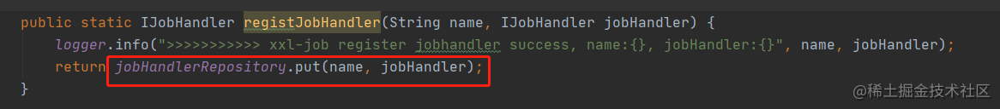 public static IJobHandler registJobHandler(String name, IJobHandler jobHandler) {
logger.info(">>>>>>>>>>> xxl-job register jobhandler success, name:{}, jobHandler:{}", name, jobHandler);
return jobHandlerRepository.put(name, jobHandler);
}
@稀土掘金技术社区